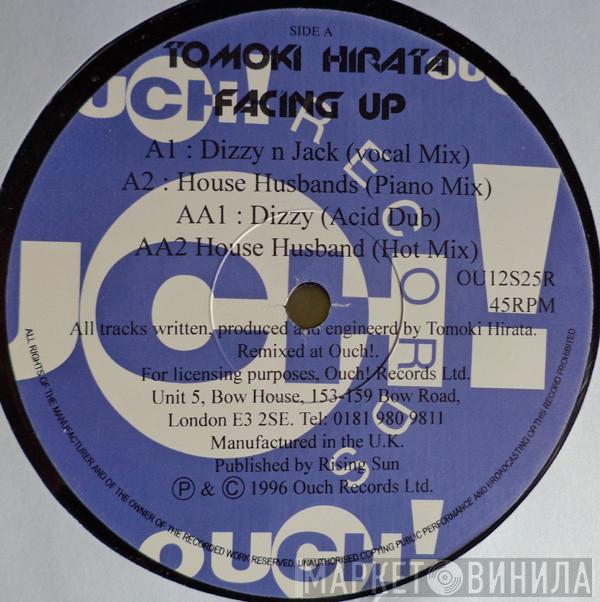 SIDE A
TOMOKI HIRATA
FACING UP
A1 : Dizzy n Jack (vocal Mix)
A2 : House Husbands (Piano Mix)
AA1 : Dizzy (Acid Dub)
AA2 House Husband (Hot Mix)
OU12S25R
45RPM
All tracks written, produced and engineerd by Tomoki Hirata.
Remixed at Ouch!.
For licensing purposes, Ouch! Records Ltd.
Unit 5, Bow House, 153-159 Bow Road,
London E3 2SE. Tel: 0181 980 9811
Manufactured in the U.K.
Published by Rising Sun
℗ & © 1996 Ouch Records Ltd.
ALL RIGHTS OF THE MANUFACTURER AND OF THE OWNER OF THE RECORDED WORK RESERVED. UNAUTHORISED COPYING PUBLIC PERFORMANCE AND BROADCASTING OF THIS RECORD PROHIBITED
OUCH!
OUCH!
OUCH!
RECORDS
OUCH!
МАРКЕТ ВИНИЛА